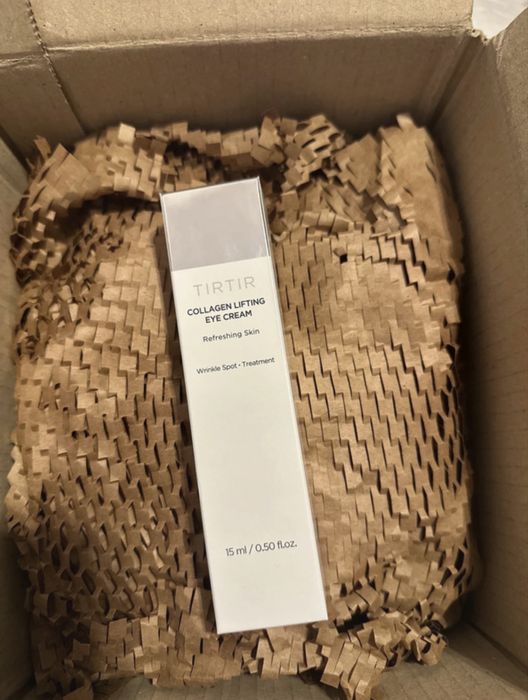 TIRTIR
COLLAGEN LIFTING
EYE CREAM
Refreshing Skin
Wrinkle Spot • Treatment
15 ml / 0.50 fl.oz.